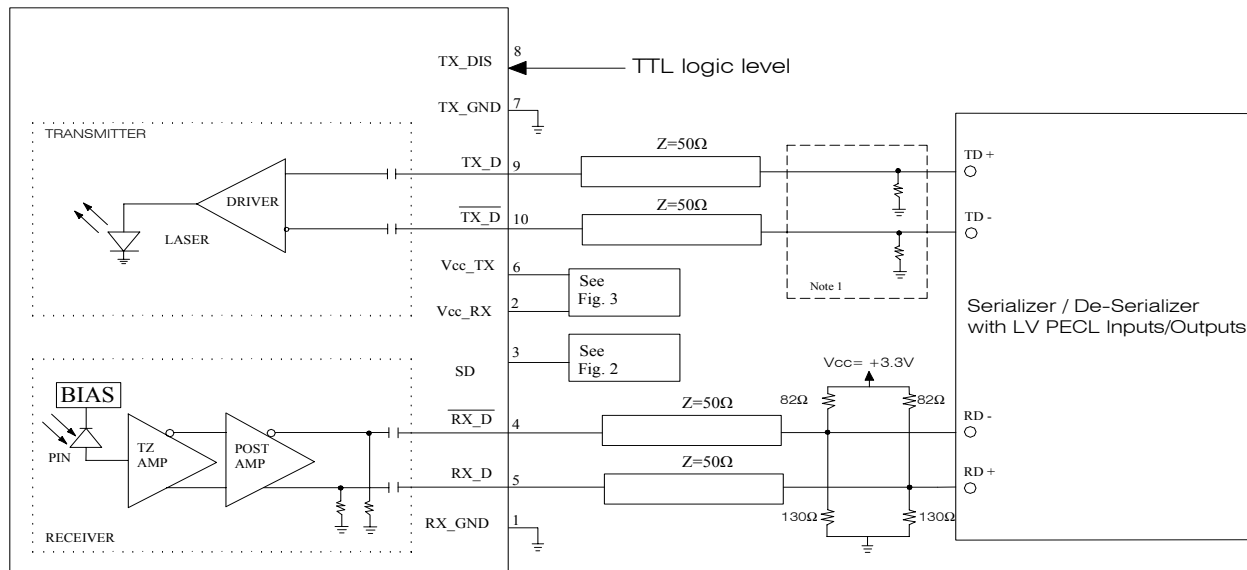 TX_DIS
8
TTL logic level
TX_GND
7
TRANSMITTER
Z=50Ω
TX_D
9
TD +
DRIVER
Z=50Ω
TX_D
10
TD -
LASER
Vcc_TX
6
See
Fig. 3
Note 1
Vcc_RX
2
Serializer / De-Serializer
with LV PECL Inputs/Outputs
SD
3
See
Fig. 2
Vcc= +3.3V
BIAS
82Ω
82Ω
Z=50Ω
RX_D
4
RD -
PIN
TZ
AMP
POST
AMP
Z=50Ω
RX_D
5
RD +
130Ω
130Ω
RX_GND
1
RECEIVER